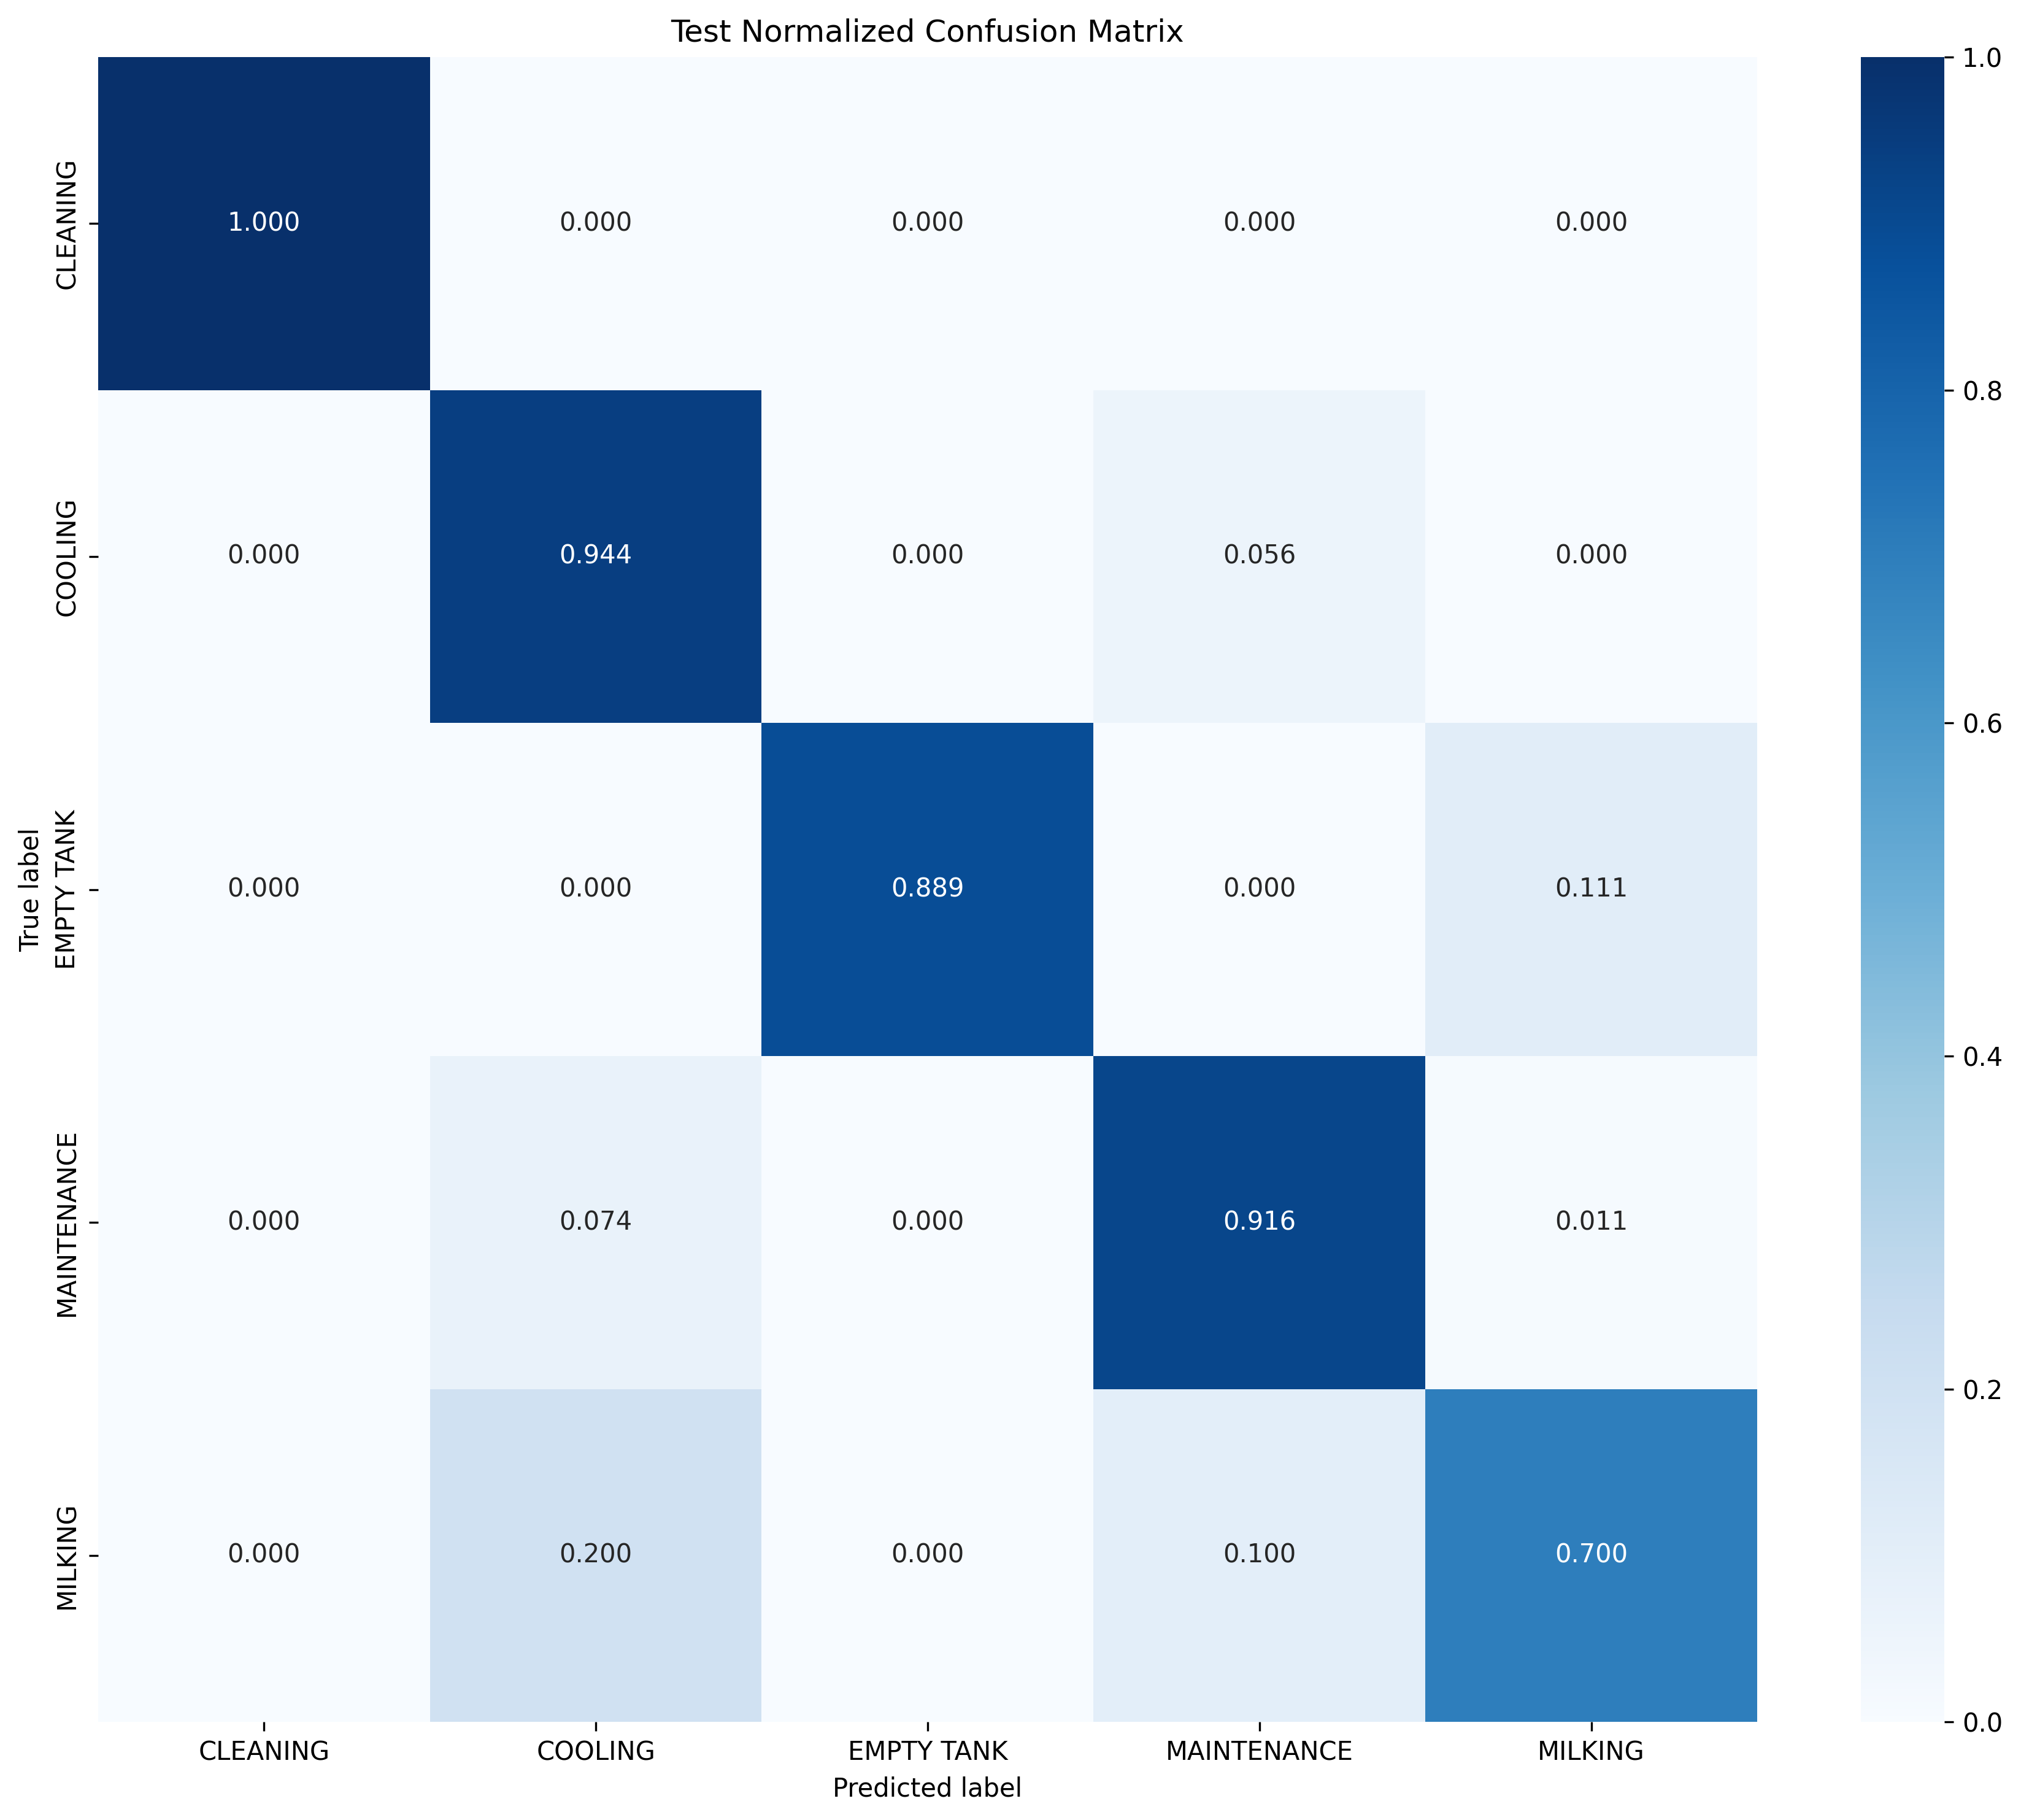 Test Normalized Confusion Matrix
True label
CLEANING
1.000 0.000 0.000 0.000 0.000
COOLING
0.000 0.944 0.000 0.056 0.000
EMPTY TANK
0.000 0.000 0.889 0.000 0.111
MAINTENANCE
0.000 0.074 0.000 0.916 0.011
MILKING
0.000 0.200 0.000 0.100 0.700
CLEANING COOLING EMPTY TANK MAINTENANCE MILKING
Predicted label
1.0
0.8
0.6
0.4
0.2
0.0